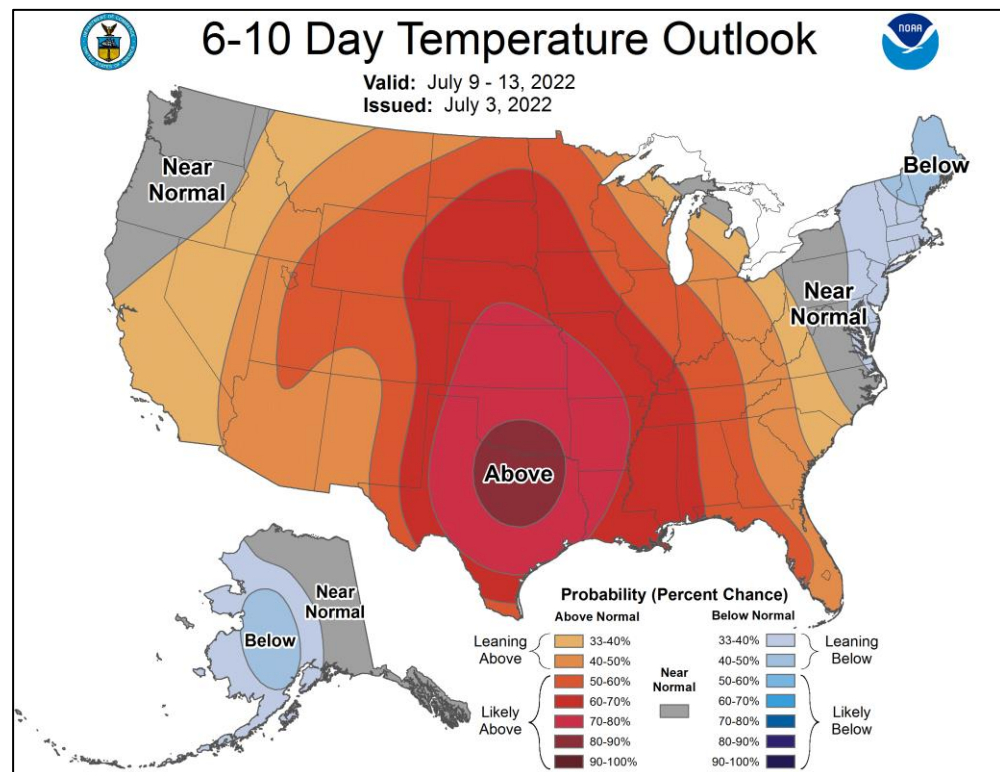 6-10 Day Temperature Outlook
NOAA
Valid: July 9 - 13, 2022
Issued: July 3, 2022
Near
Normal
Below
Near
Normal
Above
Near
Normal
Below
Probability (Percent Chance)
Above Normal
Below Normal
Leaning
Above
33-40%
40-50%
Likely
Above
50-60%
60-70%
70-80%
80-90%
90-100%
Near
Normal
33-40%
40-50%
Leaning
Below
50-60%
60-70%
70-80%
80-90%
90-100%
Likely
Below